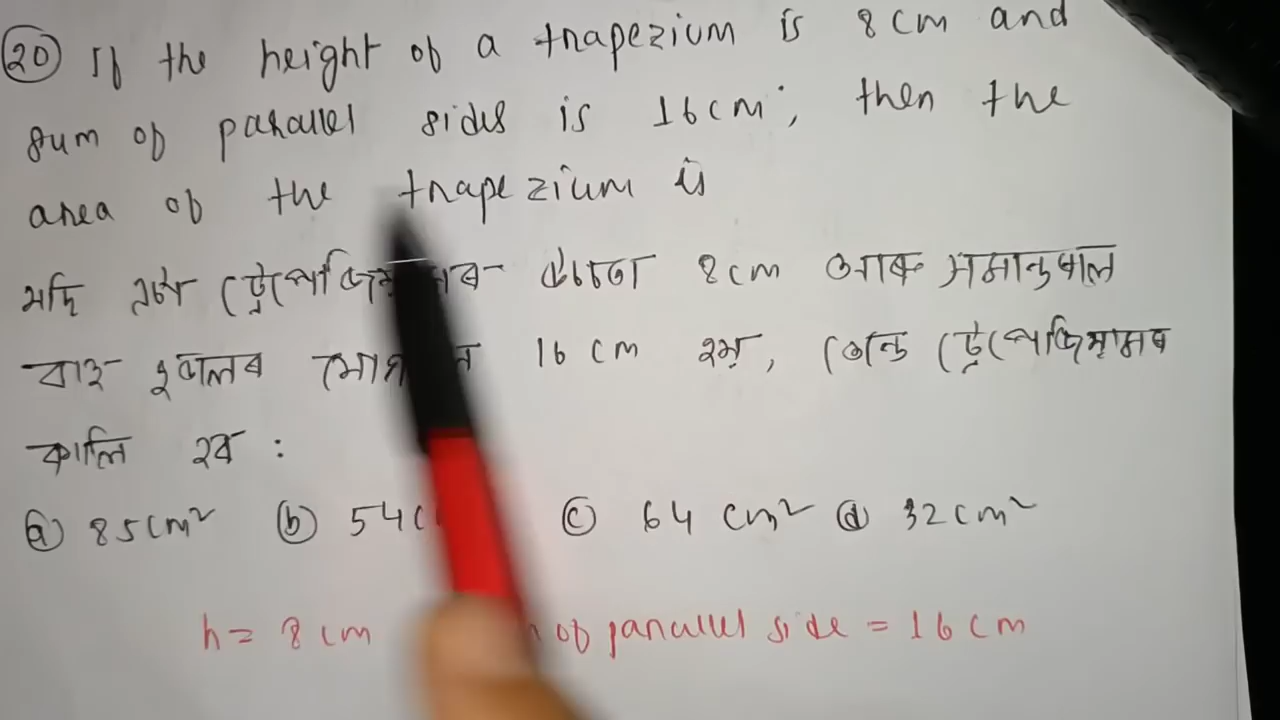 20 If the height of a trapezium is 8 cm and
sum of parallel sides is 16 cm, then the
area of the trapezium is
যদি এটা ট্ৰেপেজিয়ামৰ উচ্চতা 8 cm আৰু সমান্তৰাল
বাহু দুডালৰ 16 cm হয়, তেন্তে ট্ৰেপেজিয়ামৰ
কালি হব :
a 85 cm² b 54 c c 64 cm² d 32 cm²
h = 8 cm of parallel side = 16 cm